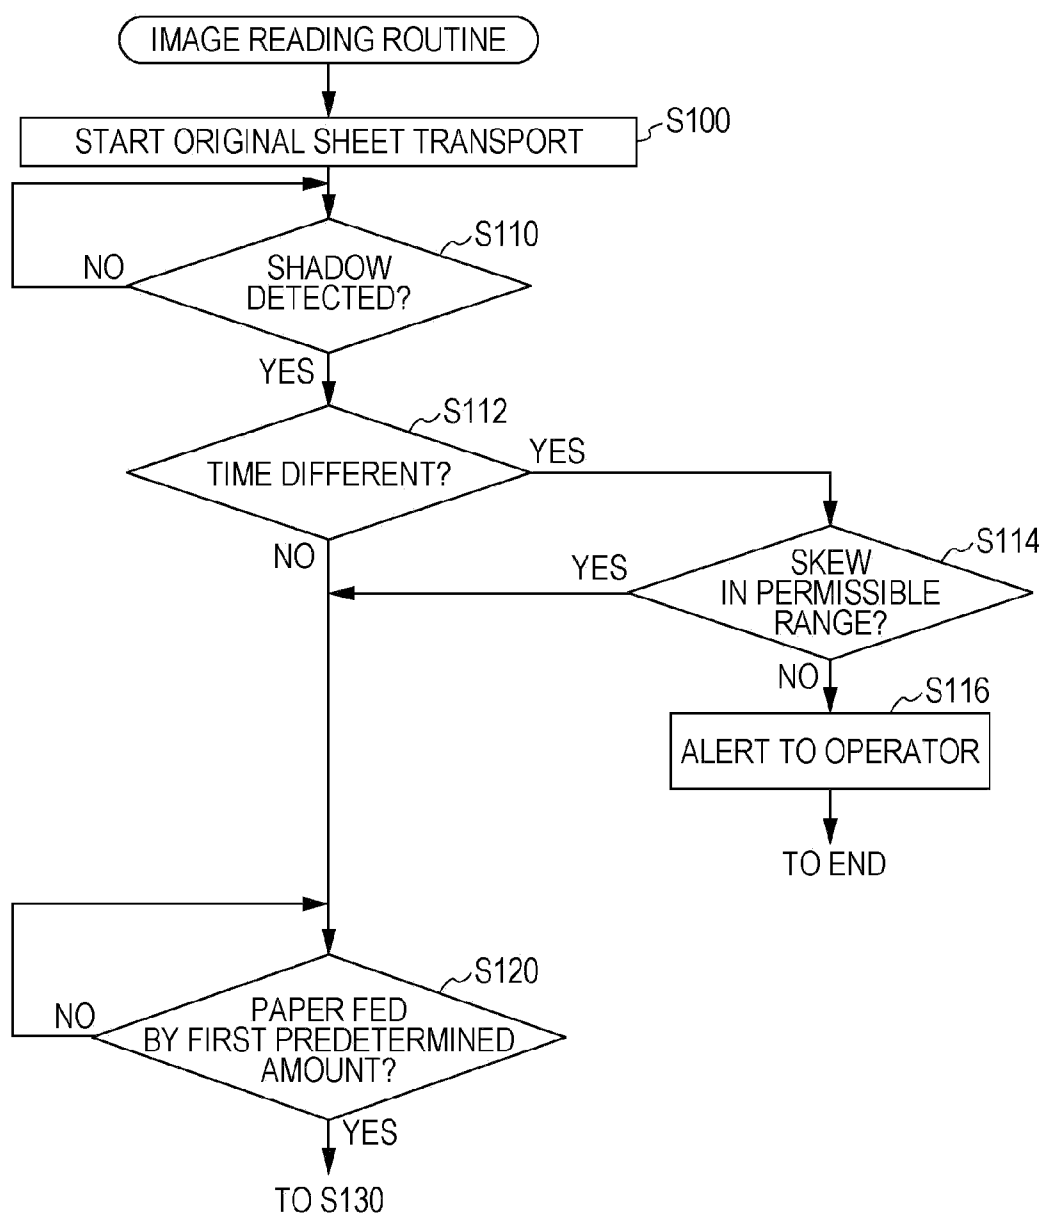 IMAGE READING ROUTINE
START ORIGINAL SHEET TRANSPORT
S100
S110
SHADOW
DETECTED?
NO
YES
S112
TIME DIFFERENT?
YES
NO
S114
SKEW
IN PERMISSIBLE
RANGE?
YES
NO
S116
ALERT TO OPERATOR
TO END
S120
PAPER FED
BY FIRST PREDETERMINED
AMOUNT?
NO
YES
TO S130